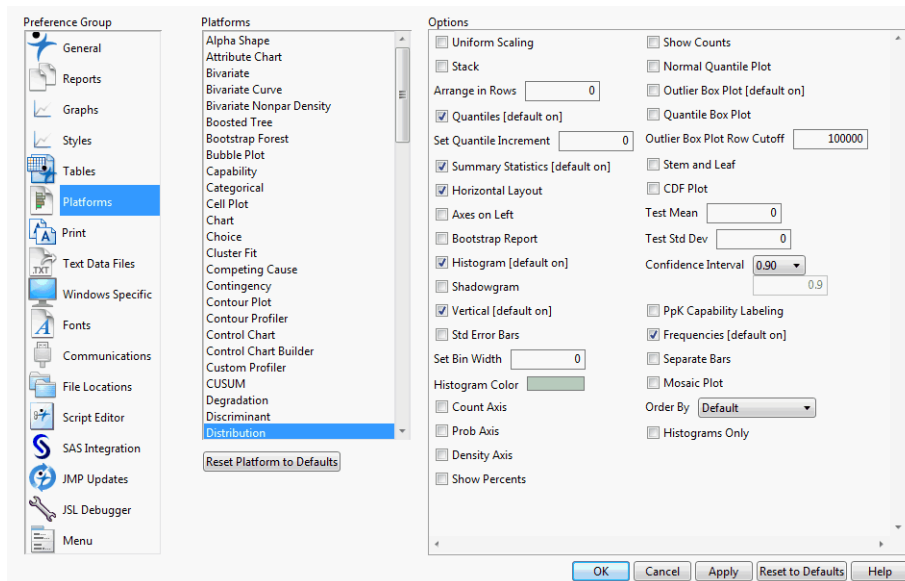 Preference Group
General
Reports
Graphs
Styles
Tables
Platforms
Print
Text Data Files
Windows Specific
Fonts
Communications
File Locations
Script Editor
SAS Integration
JMP Updates
JSL Debugger
Menu
Platforms
Alpha Shape
Attribute Chart
Bivariate
Bivariate Curve
Bivariate Nonpar Density
Boosted Tree
Bootstrap Forest
Bubble Plot
Capability
Categorical
Cell Plot
Chart
Choice
Cluster Fit
Competing Cause
Contingency
Contour Plot
Contour Profiler
Control Chart
Control Chart Builder
Custom Profiler
CUSUM
Degradation
Discriminant
Distribution
Reset Platform to Defaults
Options
Uniform Scaling
Stack
Arrange in Rows 0
Quantiles [default on]
Set Quantile Increment 0
Summary Statistics [default on]
Horizontal Layout
Axes on Left
Bootstrap Report
Histogram [default on]
Shadowgram
Vertical [default on]
Std Error Bars
Set Bin Width 0
Histogram Color
Count Axis
Prob Axis
Density Axis
Show Percents
Show Counts
Normal Quantile Plot
Outlier Box Plot [default on]
Quantile Box Plot
Outlier Box Plot Row Cutoff 100000
Stem and Leaf
CDF Plot
Test Mean 0
Test Std Dev 0
Confidence Interval 0.90
0.9
PpK Capability Labeling
Frequencies [default on]
Separate Bars
Mosaic Plot
Order By Default
Histograms Only
OK Cancel Apply Reset to Defaults Help
TXT